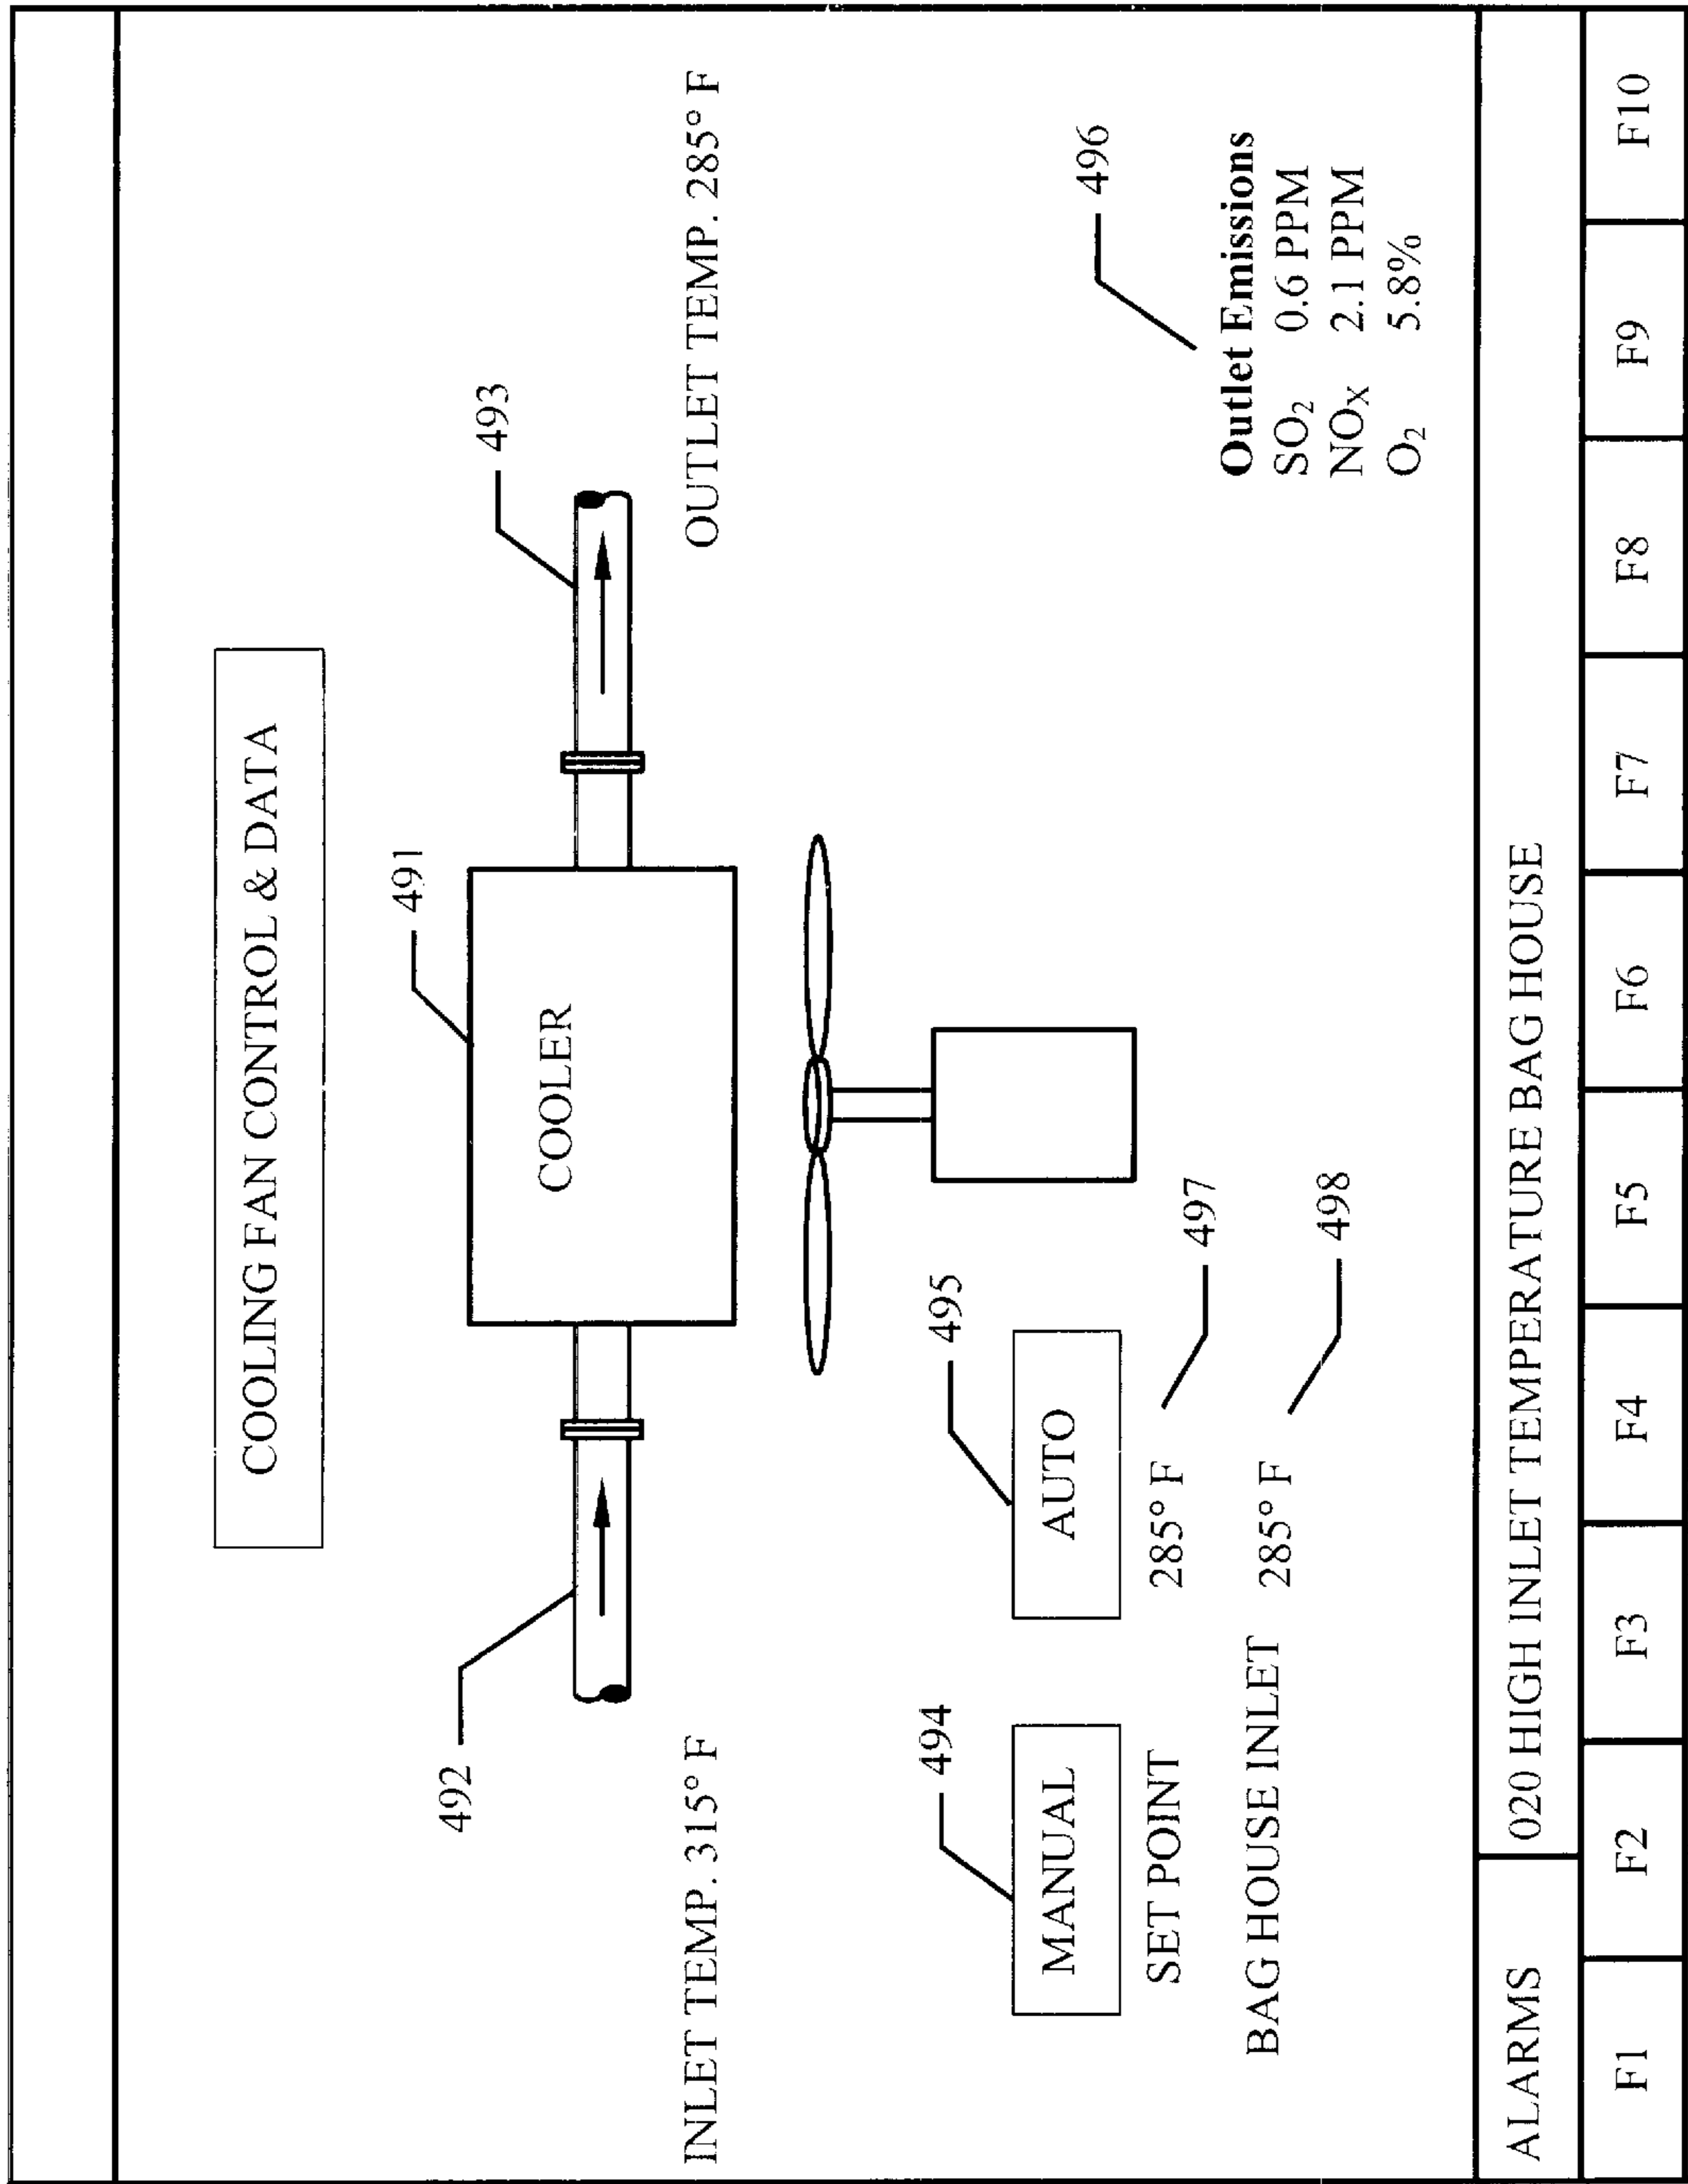 COOLING FAN CONTROL & DATA
491
492
493
COOLER
INLET TEMP. 315° F
OUTLET TEMP. 285° F
494
495
496
MANUAL
AUTO
SET POINT 285° F
497
BAG HOUSE INLET 285° F
498
Outlet Emissions
SO₂ 0.6 PPM
NOₓ 2.1 PPM
O₂ 5.8%
ALARMS 020 HIGH INLET TEMPERATURE BAG HOUSE
F1 F2 F3 F4 F5 F6 F7 F8 F9 F10